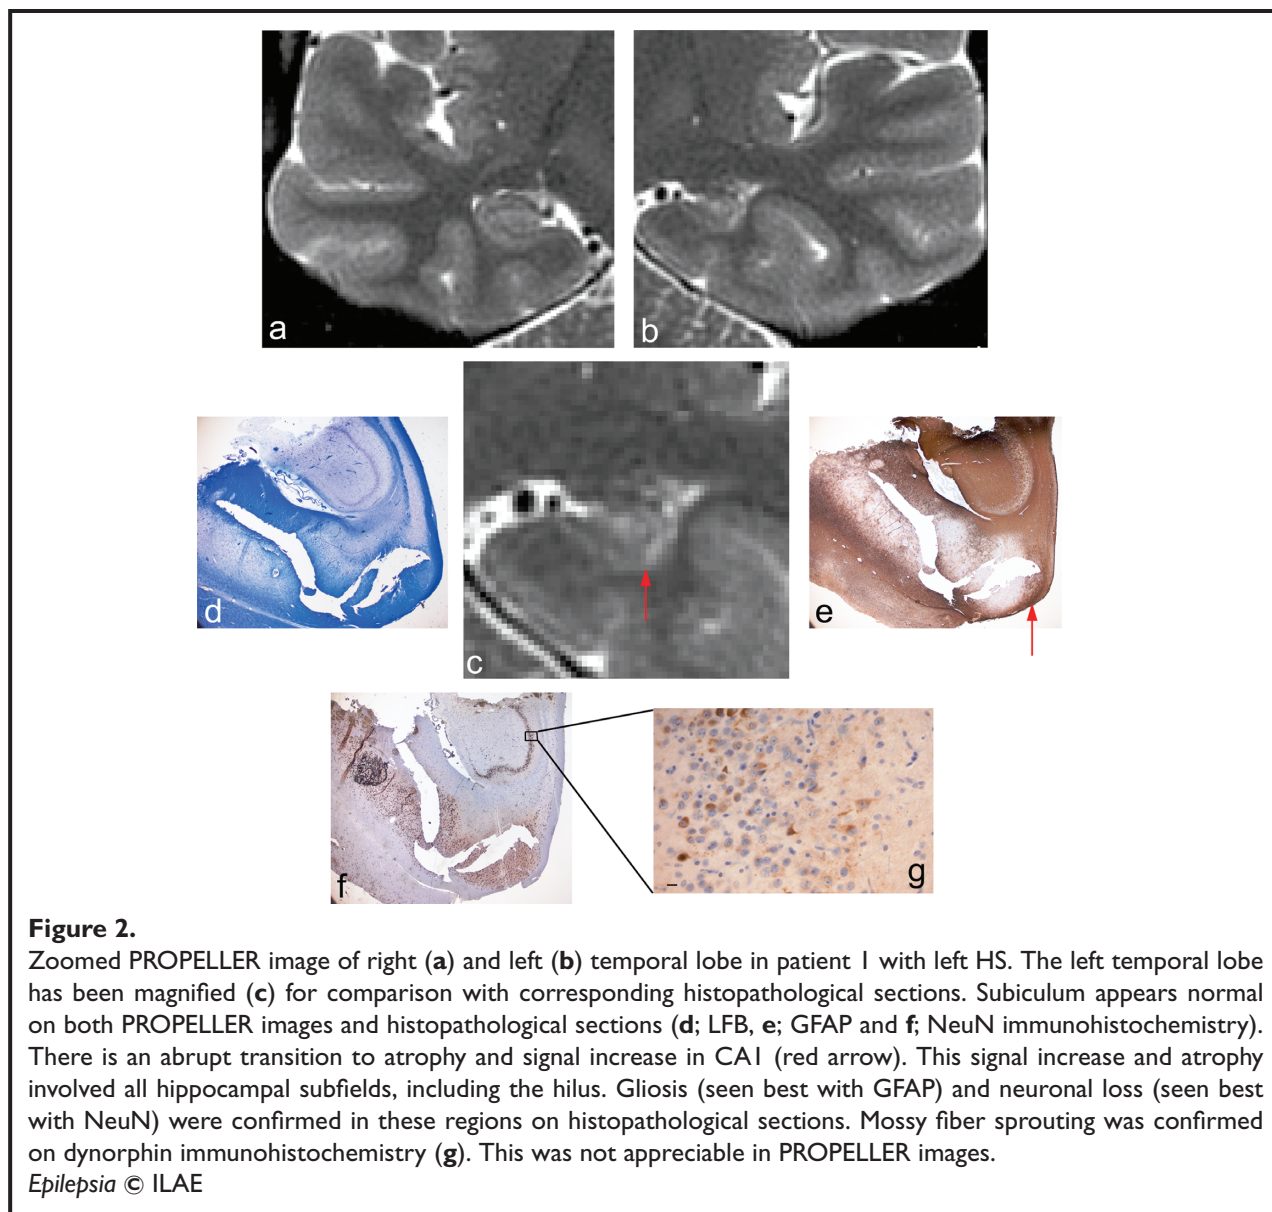 a
b
c
d
e
f
g
Figure 2.
Zoomed PROPELLER image of right (a) and left (b) temporal lobe in patient 1 with left HS. The left temporal lobe
has been magnified (c) for comparison with corresponding histopathological sections. Subiculum appears normal
on both PROPELLER images and histopathological sections (d; LFB, e; GFAP and f; NeuN immunohistochemistry).
There is an abrupt transition to atrophy and signal increase in CA1 (red arrow). This signal increase and atrophy
involved all hippocampal subfields, including the hilus. Gliosis (seen best with GFAP) and neuronal loss (seen best
with NeuN) were confirmed in these regions on histopathological sections. Mossy fiber sprouting was confirmed
on dynorphin immunohistochemistry (g). This was not appreciable in PROPELLER images.
Epilepsia © ILAE